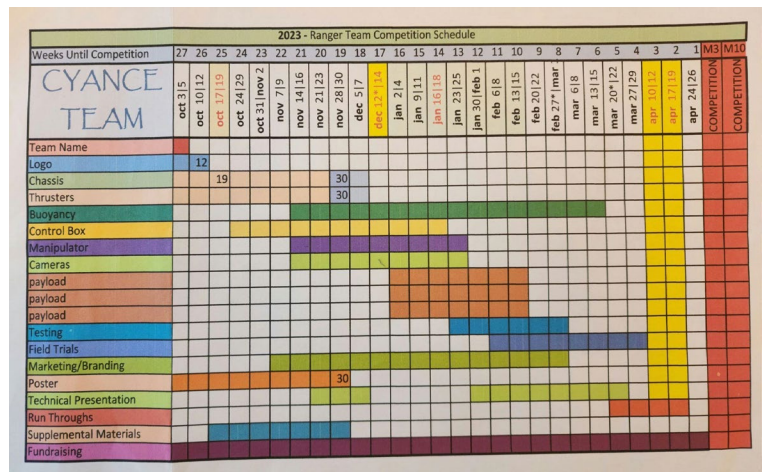 2023 - Ranger Team Competition Schedule
Weeks Until Competition 27 26 25 24 23 22 21 20 19 18 17 16 15 14 13 12 11 10 9 8 7 6 5 4 3 2 1 M3 M10
CYANCE
TEAM
oct 3|5
oct 10|12
oct 17|19
oct 24|29
oct 31|nov 2
nov 7|9
nov 14|16
nov 21|23
nov 28|30
dec 5|7
dec 12*|14
jan 2|4
jan 9|11
jan 16|18
jan 23|25
jan 30|feb 1
feb 6|8
feb 13|15
feb 20|22
feb 27*|mar
mar 6|8
mar 13|15
mar 20*|22
mar 27|29
apr 10|12
apr 17|19
apr 24|26
COMPETITION
COMPETITION
Team Name
Logo 12
Chassis 19 30
Thrusters 30
Buoyancy
Control Box
Manipulator
Cameras
payload
payload
payload
Testing
Field Trials
Marketing/Branding
Poster 30
Technical Presentation
Run Throughs
Supplemental Materials
Fundraising